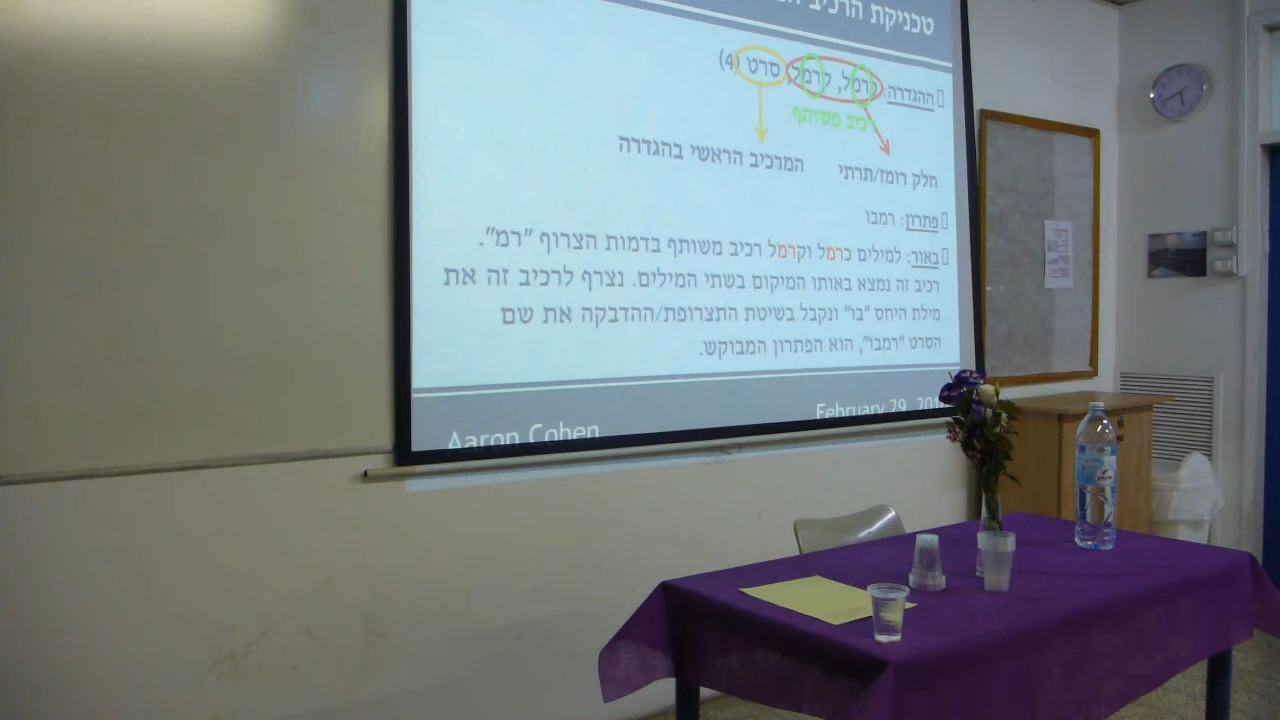 טכניקת הרכיב
ההגדרה: כרמל, קרמל, סרט (4)
רכיב משותף
המרכיב הראשי בהגדרה
חלק רומז/תרתי
פתרון: רמבו
באור: למילים כרמל וקרמל רכיב משותף בדמות הצרוף "רמ".
רכיב זה נמצא באותו המיקום בשתי המילים. נצרף לרכיב זה את
מילת היחס "בו" ונקבל בשיטת התצרופת/ההדבקה את שם
הסרט "רמבו", הוא הפתרון המבוקש.
Aaron Cohen
February 29, 201